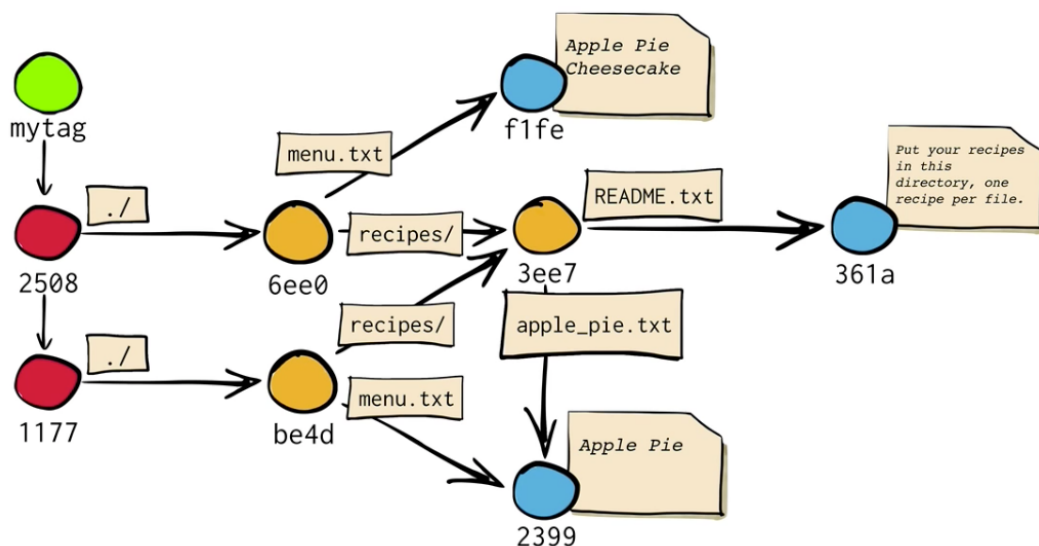 Apple Pie
Cheesecake
mytag
f1fe
menu.txt
Put your recipes
in this
directory, one
recipe per file.
./
README.txt
recipes/
2508
6ee0
3ee7
361a
recipes/
apple_pie.txt
./
menu.txt
1177
be4d
Apple Pie
2399